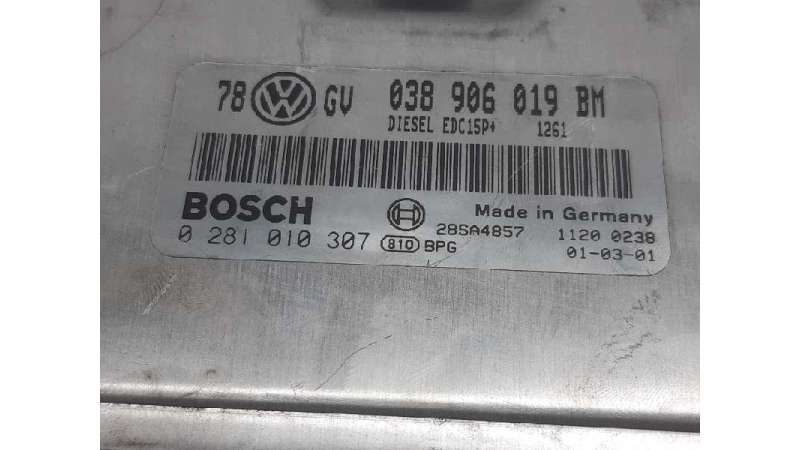 78 VW GV 038 906 019 BM
DIESEL EDC15P+ 1261
BOSCH Made in Germany
28SA4857 1120 0238
0 281 010 307 810 BPG 01-03-01